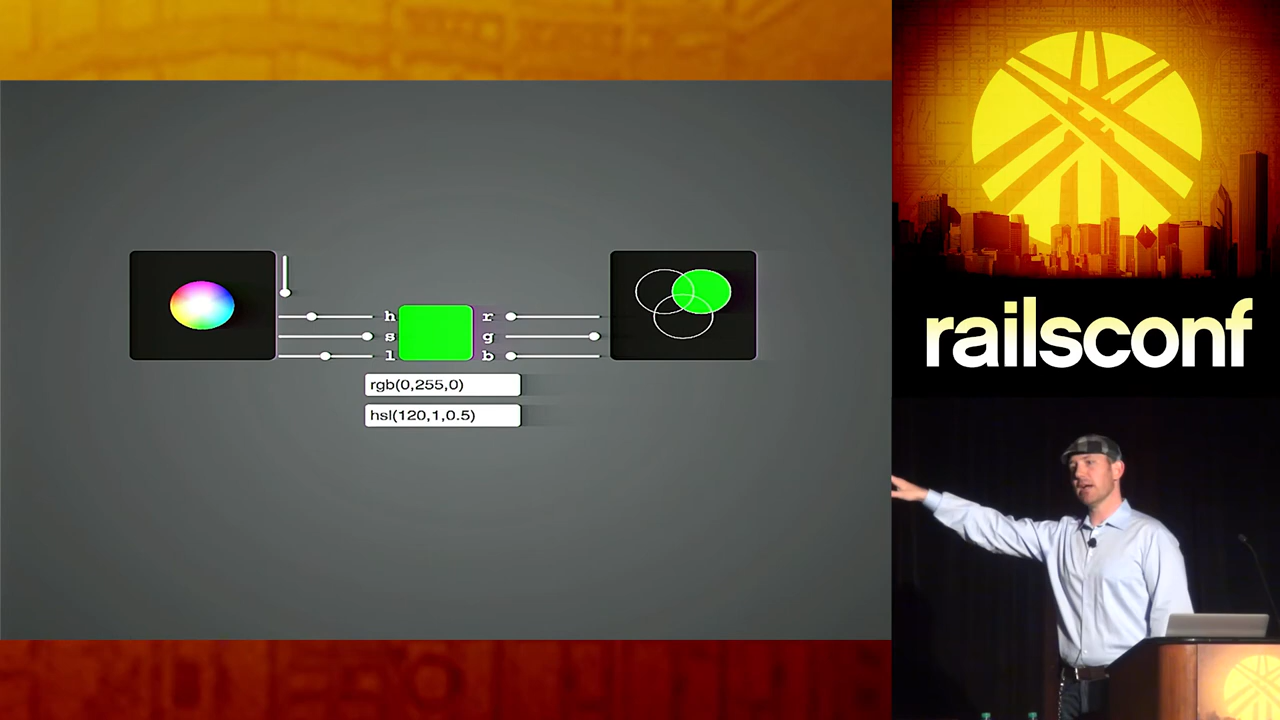 h
s
l
r
g
b
rgb(0,255,0)
hsl(120,1,0.5)
railsconf